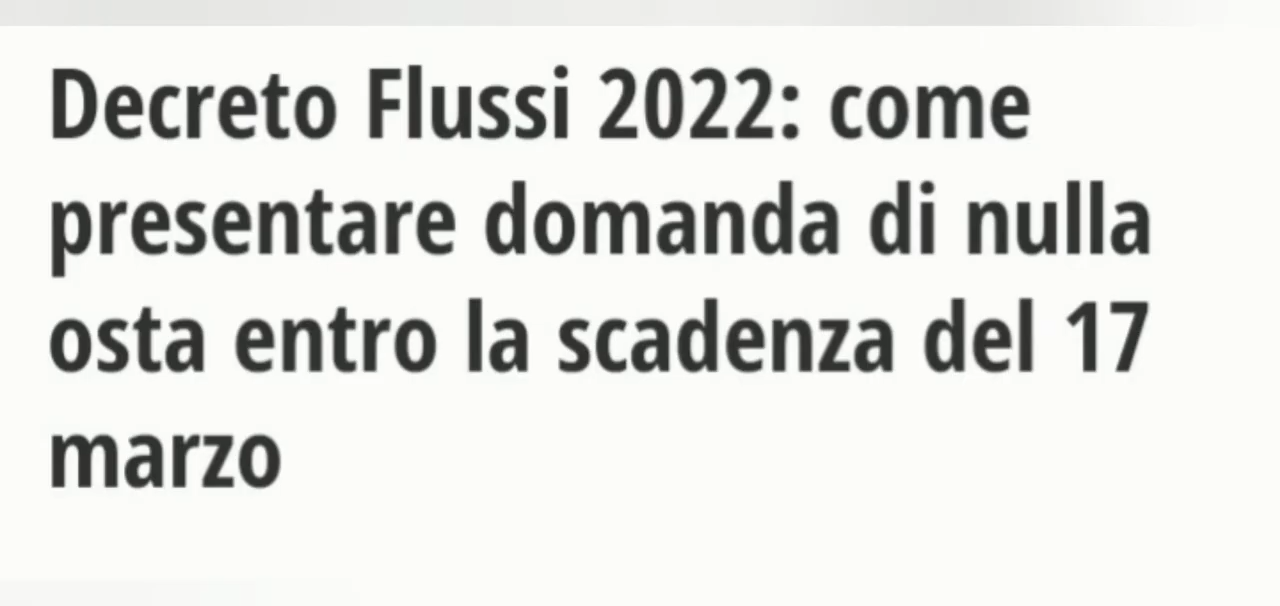 Decreto Flussi 2022: come
presentare domanda di nulla
osta entro la scadenza del 17
marzo